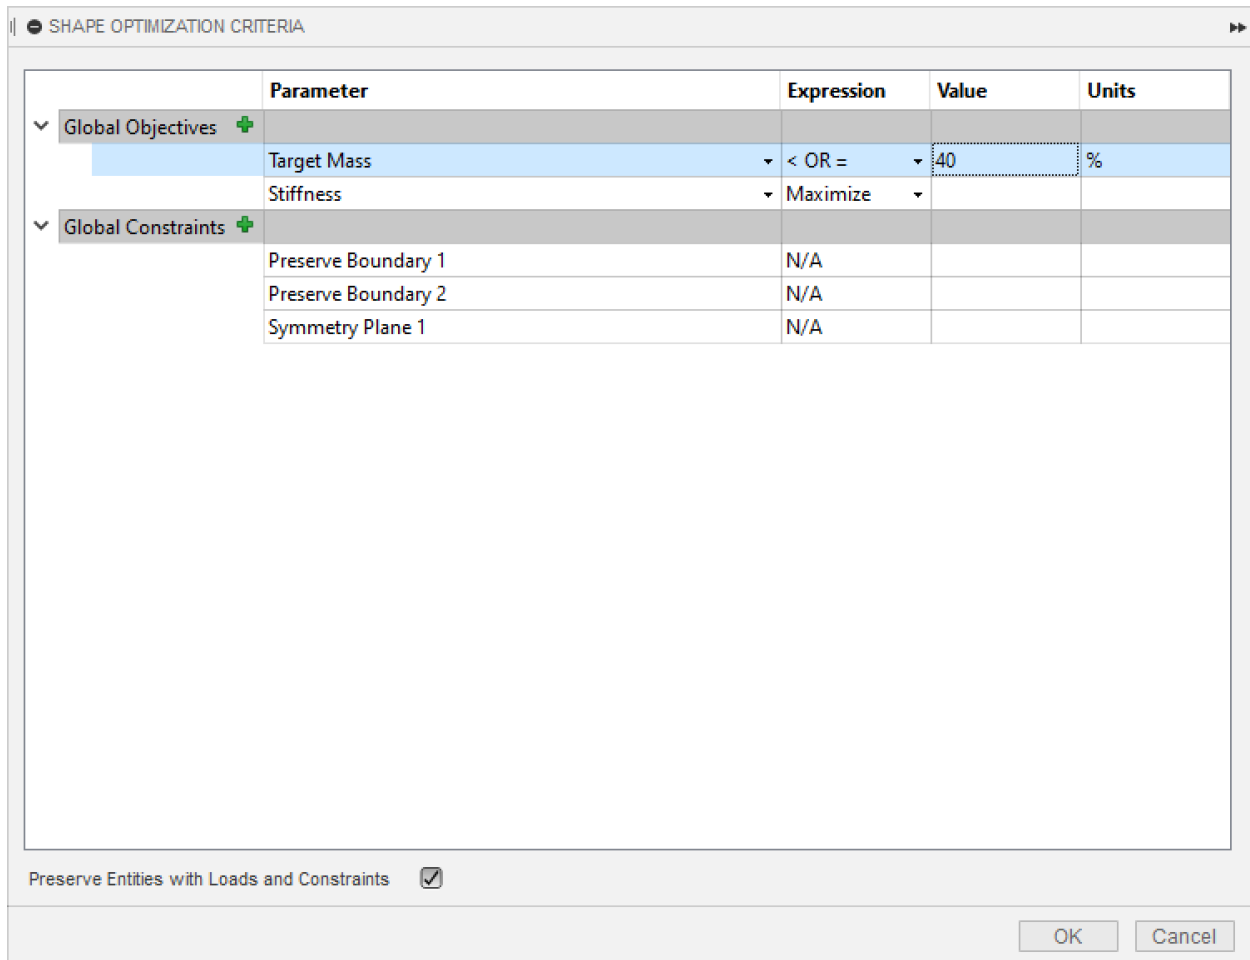 SHAPE OPTIMIZATION CRITERIA
Parameter Expression Value Units
Global Objectives
Target Mass < OR = 40 %
Stiffness Maximize
Global Constraints
Preserve Boundary 1 N/A
Preserve Boundary 2 N/A
Symmetry Plane 1 N/A
Preserve Entities with Loads and Constraints
OK Cancel